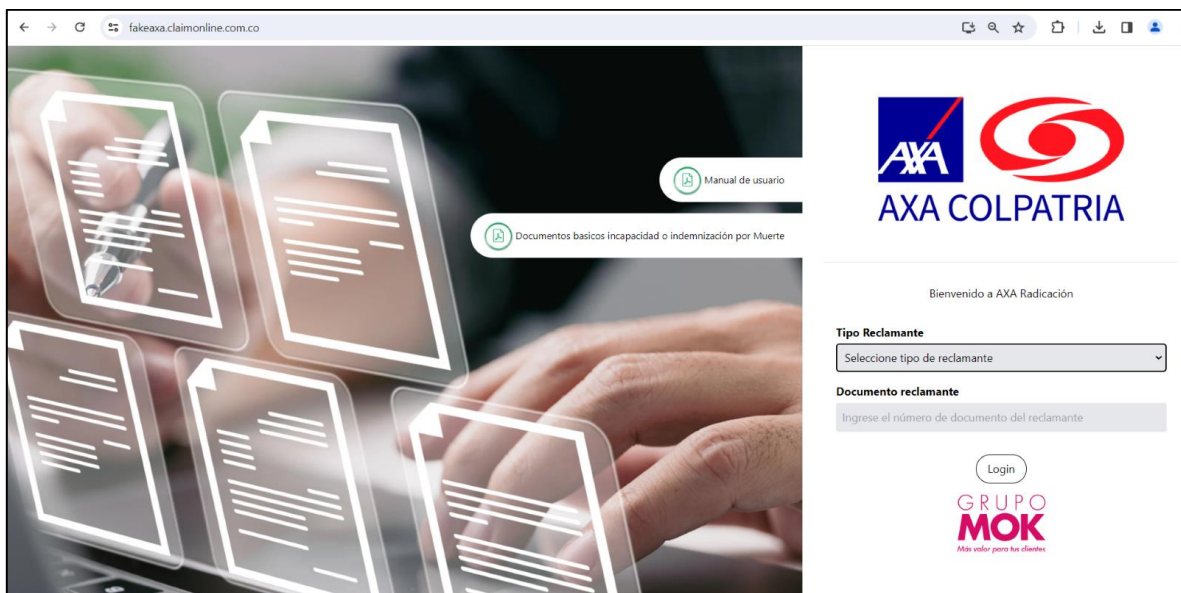 fakeaxa.claimonline.com.co
Manual de usuario
Documentos basicos incapacidad o indemnización por Muerte
AXA
AXA COLPATRIA
Bienvenido a AXA Radicación
Tipo Reclamante
Seleccione tipo de reclamante
Documento reclamante
Ingrese el número de documento del reclamante
Login
GRUPO
MOK
Más valor para tus clientes